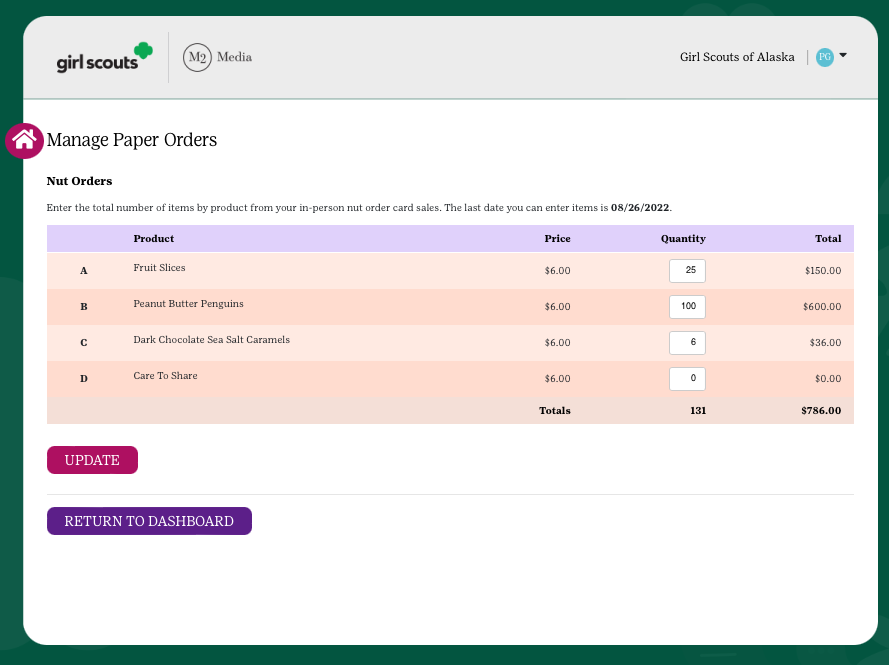 girl scouts M2 Media Girl Scouts of Alaska PG
Manage Paper Orders
Nut Orders
Enter the total number of items by product from your in-person nut order card sales. The last date you can enter items is 08/26/2022.
Product Price Quantity Total
A Fruit Slices $6.00 25 $150.00
B Peanut Butter Penguins $6.00 100 $600.00
C Dark Chocolate Sea Salt Caramels $6.00 6 $36.00
D Care To Share $6.00 0 $0.00
Totals 131 $786.00
UPDATE
RETURN TO DASHBOARD